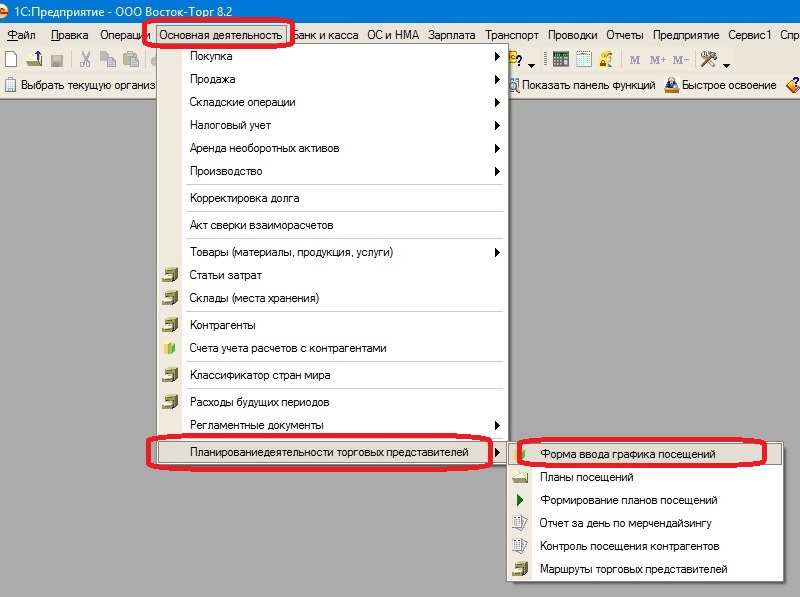 1С:Предприятие - ООО Восток-Торг 8.2
Файл Правка Операци Основная деятельность Банк и касса ОС и НМА Зарплата Транспорт Проводки Отчеты Предприятие Сервис1 Спр
M M+ M-
Выбрать текущую организ Показать панель функций Быстрое освоение
Покупка
Продажа
Складские операции
Налоговый учет
Аренда необоротных активов
Производство
Корректировка долга
Акт сверки взаиморасчетов
Товары (материалы, продукция, услуги)
Статьи затрат
Склады (места хранения)
Контрагенты
Счета учета расчетов с контрагентами
Классификатор стран мира
Расходы будущих периодов
Регламентные документы
Планированиедеятельности торговых представителей
Форма ввода графика посещений
Планы посещений
Формирование планов посещений
Отчет за день по мерчендайзингу
Контроль посещения контрагентов
Маршруты торговых представителей